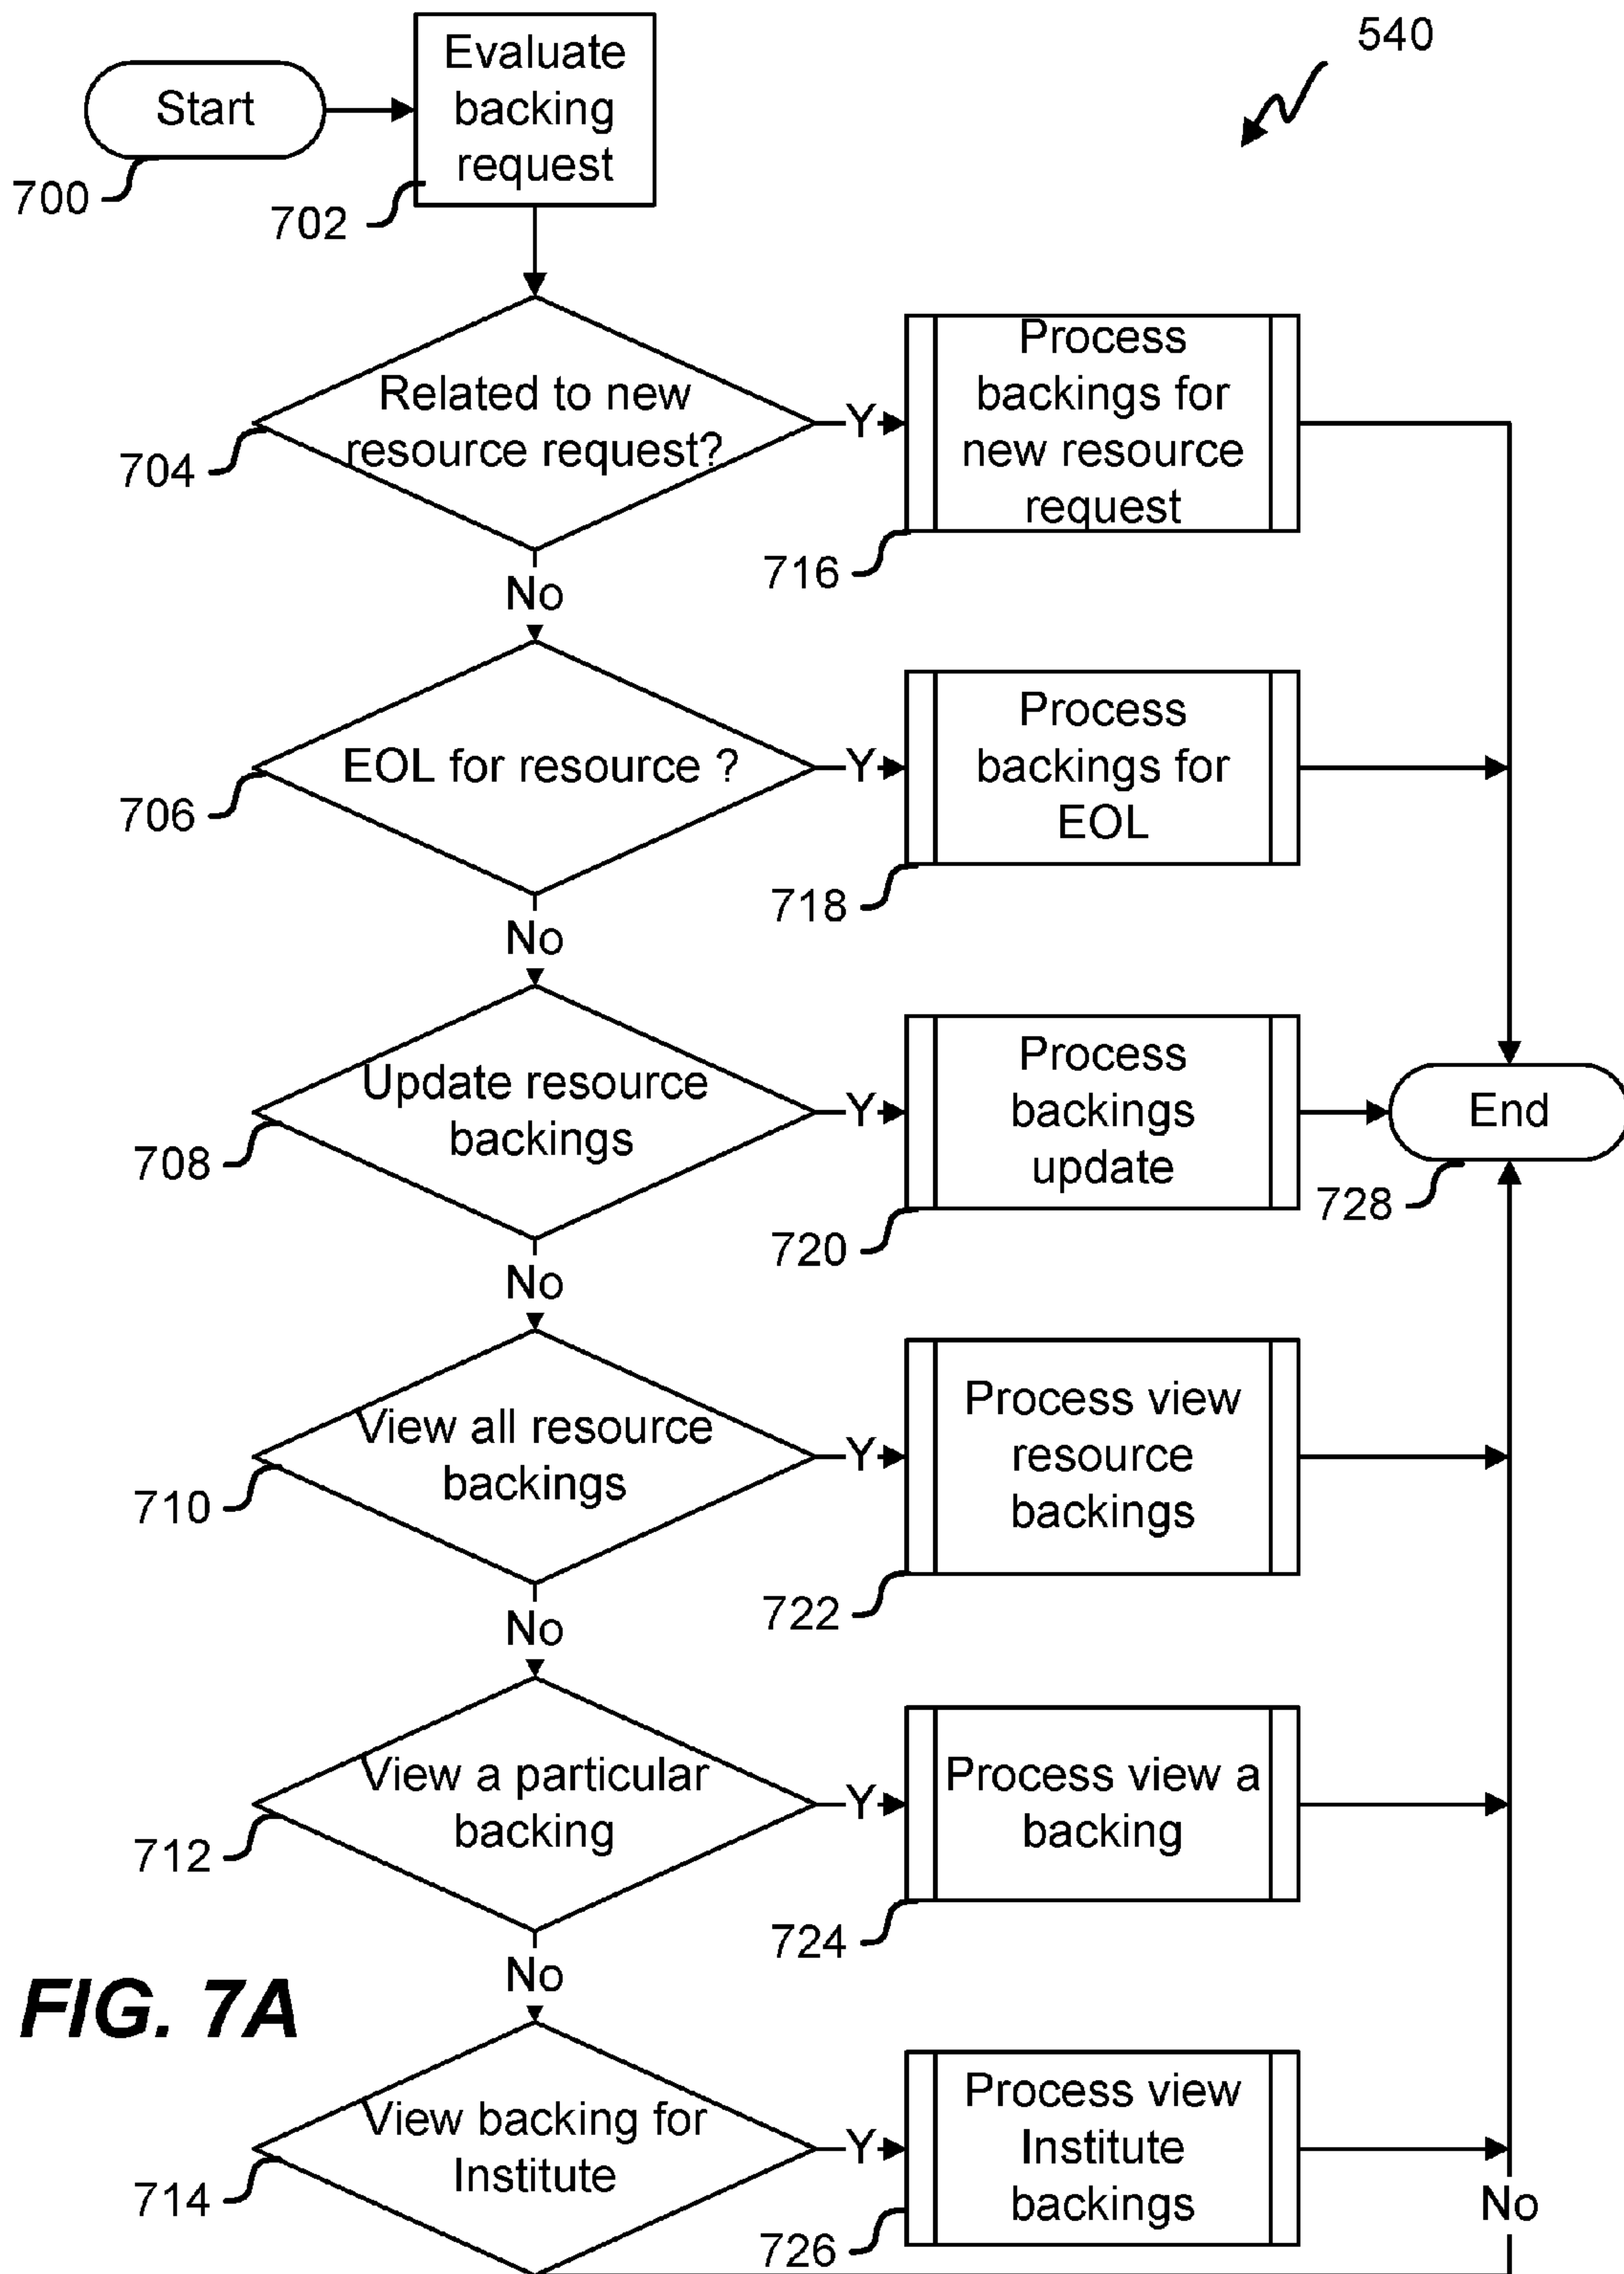 540
Start
Evaluate
backing
request
700
702
Related to new
resource request?
704
Y
Process
backings for
new resource
request
716
No
EOL for resource ?
706
Y
Process
backings for
EOL
718
No
Update resource
backings
708
Y
Process
backings
update
720
End
728
No
View all resource
backings
710
Y
Process view
resource
backings
722
No
View a particular
backing
712
Y
Process view a
backing
724
No
FIG. 7A
View backing for
Institute
714
Y
Process view
Institute
backings
726
No